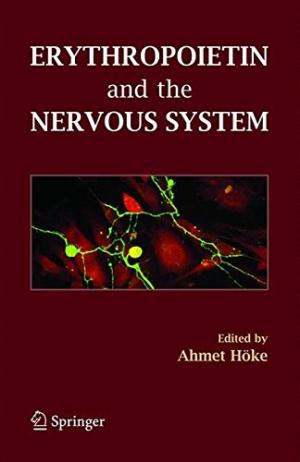 ERYTHROPOIETIN
and the
NERVOUS SYSTEM
Edited by
Ahmet Höke
Springer